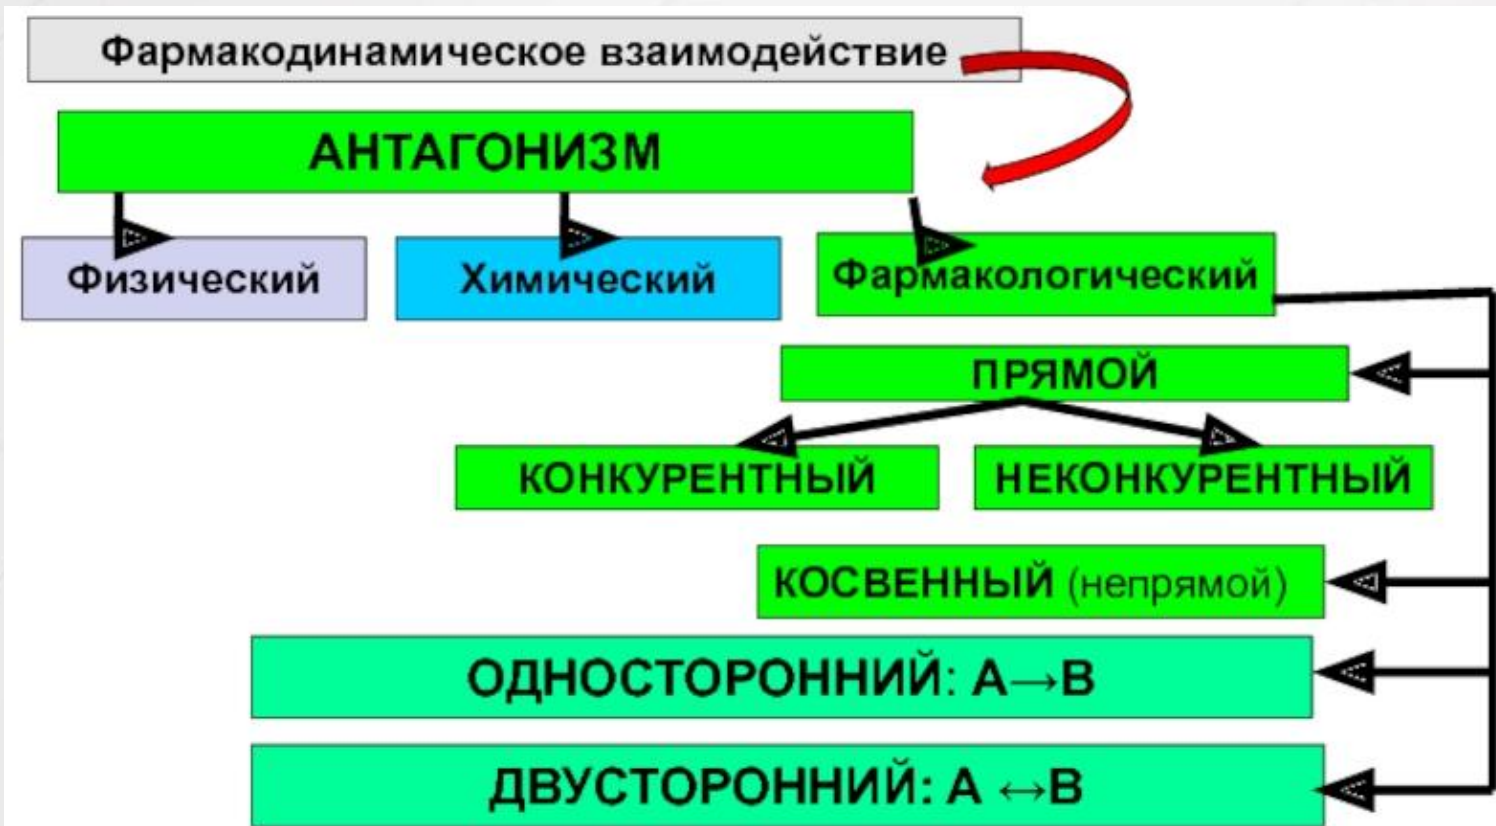 Фармакодинамическое взаимодействие
АНТАГОНИЗМ
Физический
Химический
Фармакологический
ПРЯМОЙ
КОНКУРЕНТНЫЙ
НЕКОНКУРЕНТНЫЙ
КОСВЕННЫЙ (непрямой)
ОДНОСТОРОННИЙ: А→В
ДВУСТОРОННИЙ: А ↔В